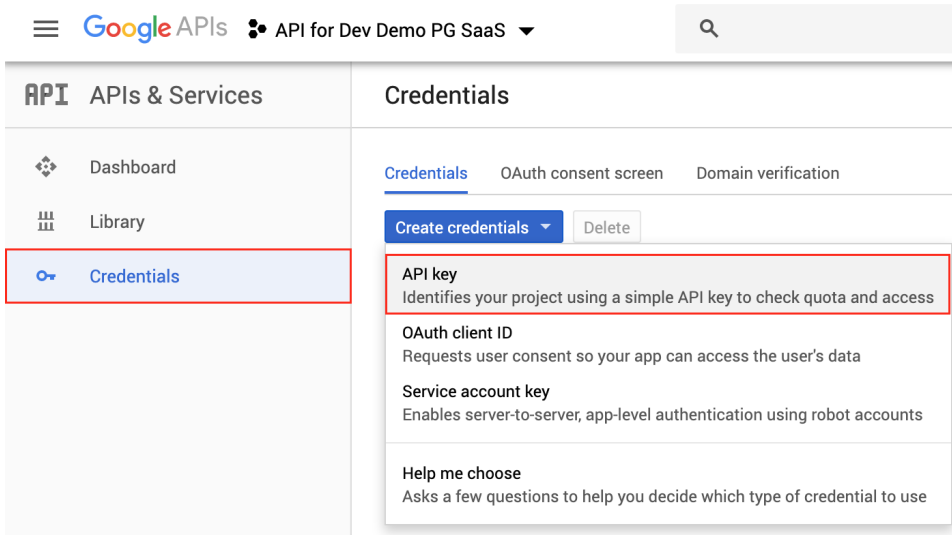 Google APIs API for Dev Demo PG SaaS
API APIs & Services
Credentials
Dashboard
Library
Credentials
Credentials OAuth consent screen Domain verification
Create credentials Delete
API key
Identifies your project using a simple API key to check quota and access
OAuth client ID
Requests user consent so your app can access the user's data
Service account key
Enables server-to-server, app-level authentication using robot accounts
Help me choose
Asks a few questions to help you decide which type of credential to use